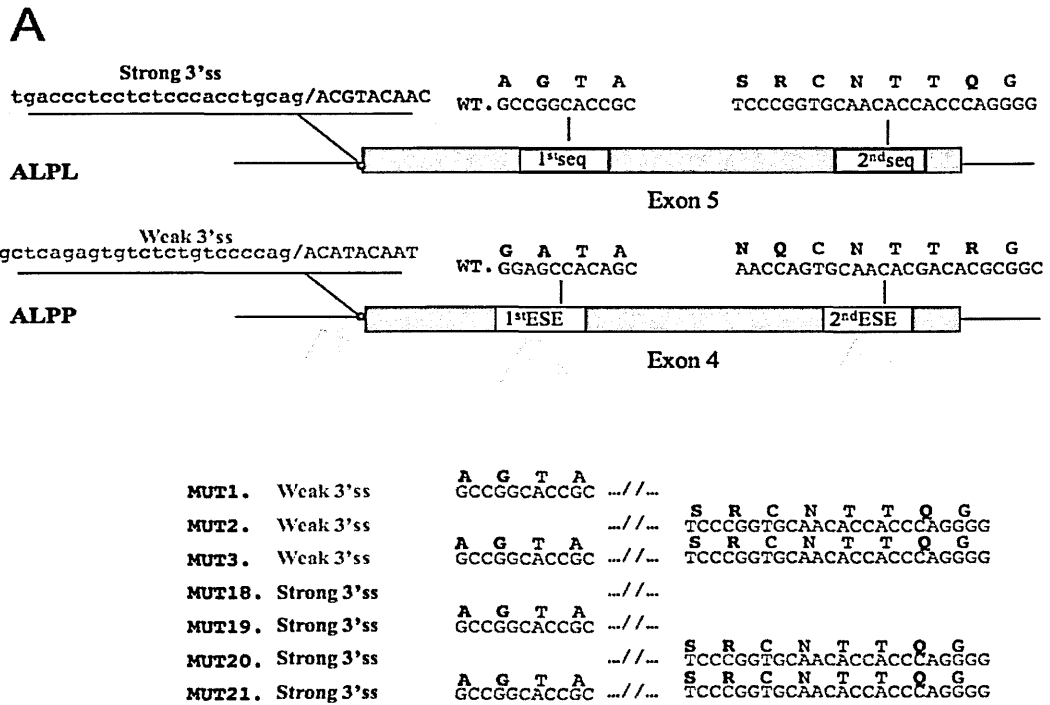 A
Strong 3'ss
tgaccctcctctcccacctgcag/ACGTACAAC
A G T A
WT. GCCGGCACCGC
S R C N T T Q G
TCCCGGTGCAACACCACCCAGGGG
ALPL
1st seq
2nd seq
Exon 5
Weak 3'ss
gctcagagtgtctctgtccccag/ACATACAAT
G A T A
WT. GGAGCCACAGC
N Q C N T T R G
AACCAGTGCAACACGACACGCGGC
ALPP
1st ESE
2nd ESE
Exon 4
A G T A
MUT1. Weak 3'ss GCCGGCACCGC ...//...
S R C N T T Q G
MUT2. Weak 3'ss ...//... TCCCGGTGCAACACCACCCAGGGG
A G T A S R C N T T Q G
MUT3. Weak 3'ss GCCGGCACCGC ...//... TCCCGGTGCAACACCACCCAGGGG
MUT18. Strong 3'ss ...//...
A G T A
MUT19. Strong 3'ss GCCGGCACCGC ...//...
S R C N T T Q G
MUT20. Strong 3'ss ...//... TCCCGGTGCAACACCACCCAGGGG
A G T A S R C N T T Q G
MUT21. Strong 3'ss GCCGGCACCGC ...//... TCCCGGTGCAACACCACCCAGGGG